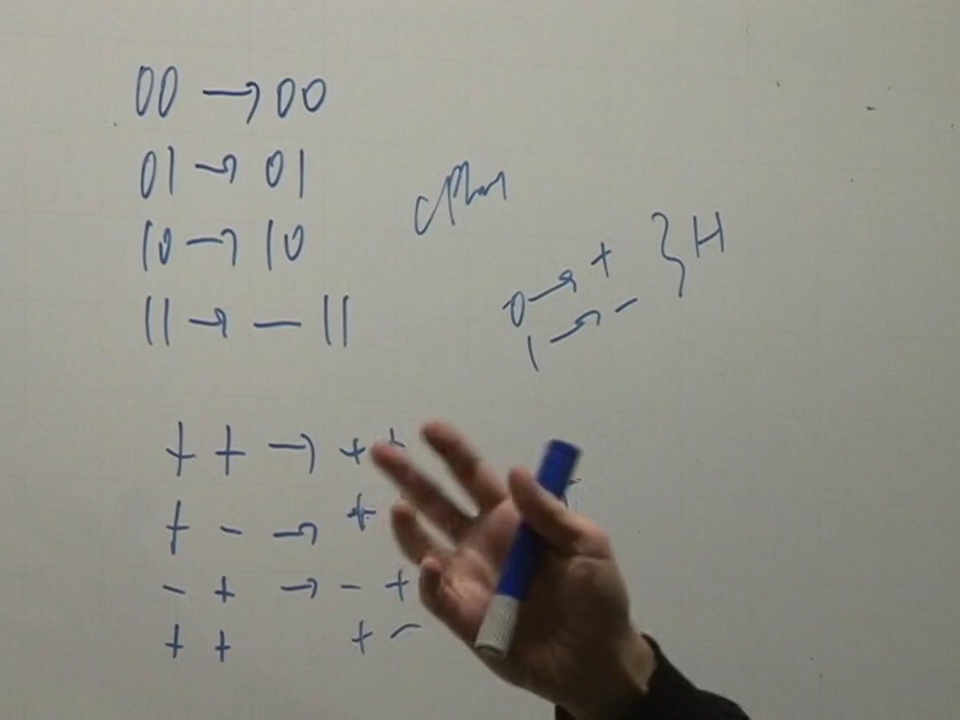 00 → 00
01 → 01
10 → 10
11 → — 11
0 → +
1 → -
} H
+ + → + +
+ - → +
- + → - +
+ + + -